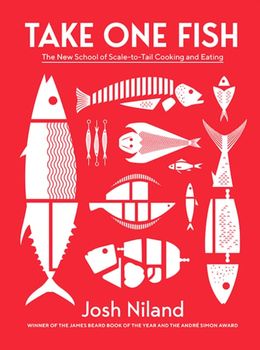 TAKE ONE FISH
The New School of Scale-to-Tail Cooking and Eating
Josh Niland
WINNER OF THE JAMES BEARD BOOK OF THE YEAR AND THE ANDRÉ SIMON AWARD